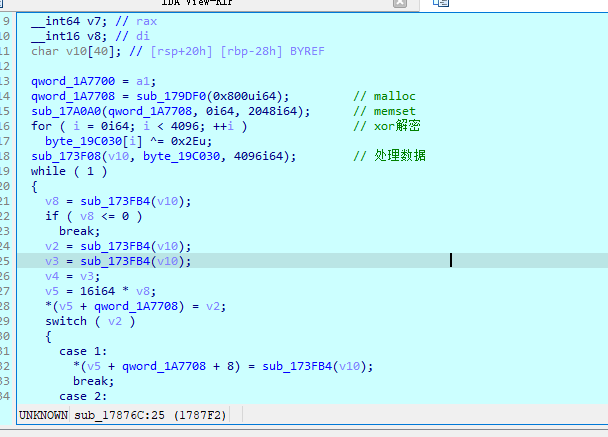 IDA View-RIP
9 __int64 v7; // rax
10 __int16 v8; // di
11 char v10[40]; // [rsp+20h] [rbp-28h] BYREF
12
13 qword_1A7700 = a1;
14 qword_1A7708 = sub_179DF0(0x800ui64); // malloc
15 sub_17A0A0(qword_1A7708, 0i64, 2048i64); // memset
16 for ( i = 0i64; i < 4096; ++i ) // xor解密
17 byte_19C030[i] ^= 0x2Eu;
18 sub_173F08(v10, byte_19C030, 4096i64); // 处理数据
19 while ( 1 )
20 {
21 v8 = sub_173FB4(v10);
22 if ( v8 <= 0 )
23 break;
24 v2 = sub_173FB4(v10);
25 v3 = sub_173FB4(v10);
26 v4 = v3;
27 v5 = 16i64 * v8;
28 *(v5 + qword_1A7708) = v2;
29 switch ( v2 )
30 {
31 case 1:
32 *(v5 + qword_1A7708 + 8) = sub_173FB4(v10);
33 break;
34 case 2:
UNKNOWN sub_17876C:25 (1787F2)